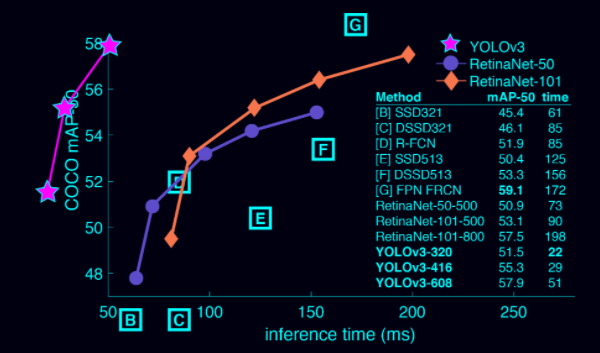 G
58
YOLOv3
RetinaNet-50
RetinaNet-101
56
54
52
50
48
COCO mAP-50
Method mAP-50 time
[B] SSD321 45.4 61
[C] DSSD321 46.1 85
[D] R-FCN 51.9 85
[E] SSD513 50.4 125
[F] DSSD513 53.3 156
[G] FPN FRCN 59.1 172
RetinaNet-50-500 50.9 73
RetinaNet-101-500 53.1 90
RetinaNet-101-800 57.5 198
YOLOv3-320 51.5 22
YOLOv3-416 55.3 29
YOLOv3-608 57.9 51
F
D
E
50 100 150 200 250
B C
inference time (ms)